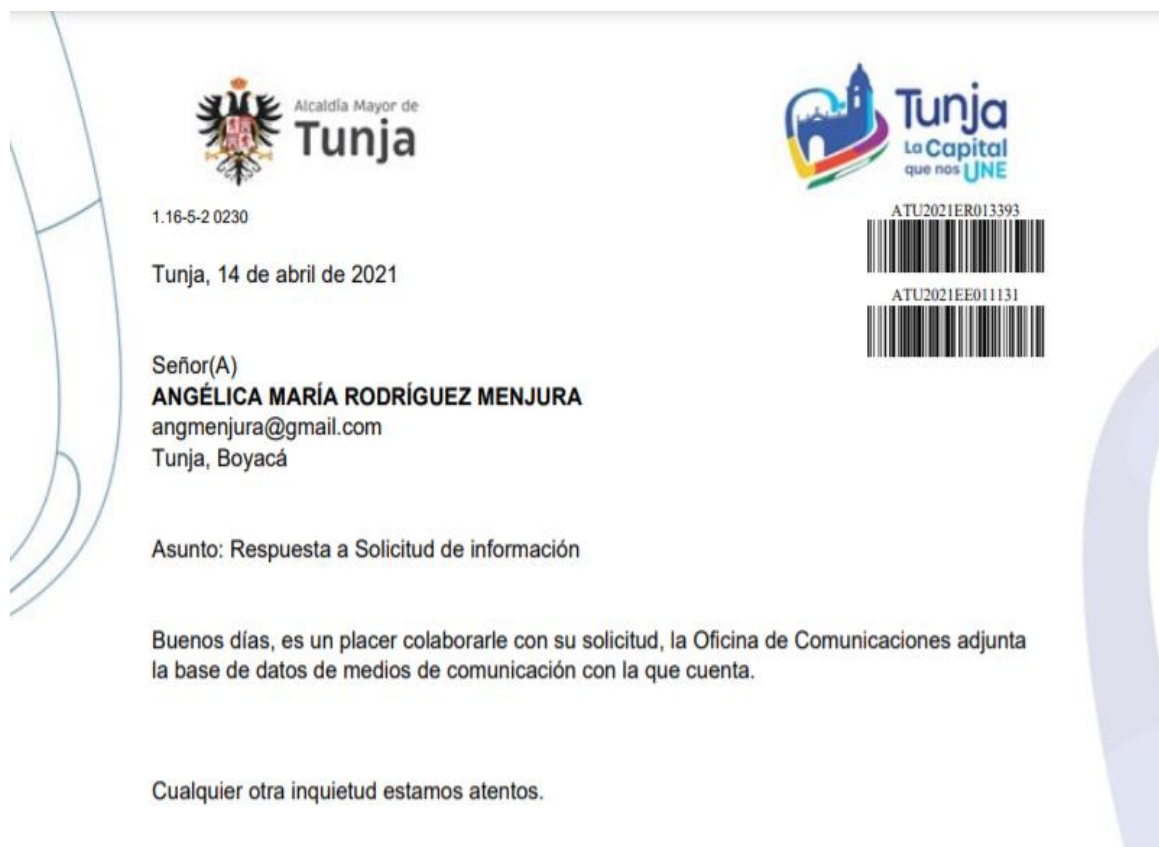 Alcaldía Mayor de
Tunja
Tunja
La Capital
que nos UNE
1.16-5-2 0230
ATU2021ER013393
Tunja, 14 de abril de 2021
ATU2021EE011131
Señor(A)
ANGÉLICA MARÍA RODRÍGUEZ MENJURA
angmenjura@gmail.com
Tunja, Boyacá
Asunto: Respuesta a Solicitud de información
Buenos días, es un placer colaborarle con su solicitud, la Oficina de Comunicaciones adjunta
la base de datos de medios de comunicación con la que cuenta.
Cualquier otra inquietud estamos atentos.